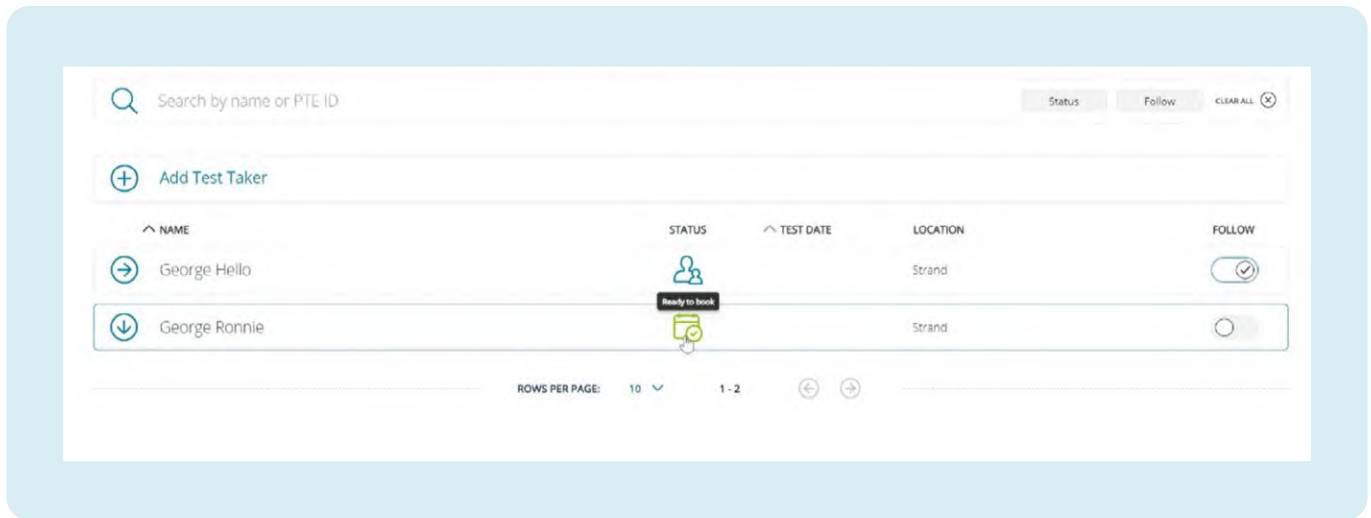 Search by name or PTE ID Status Follow CLEAR ALL
Add Test Taker
NAME STATUS TEST DATE LOCATION FOLLOW
George Hello Strand
Ready to book
George Ronnie Strand
ROWS PER PAGE: 10 1 - 2